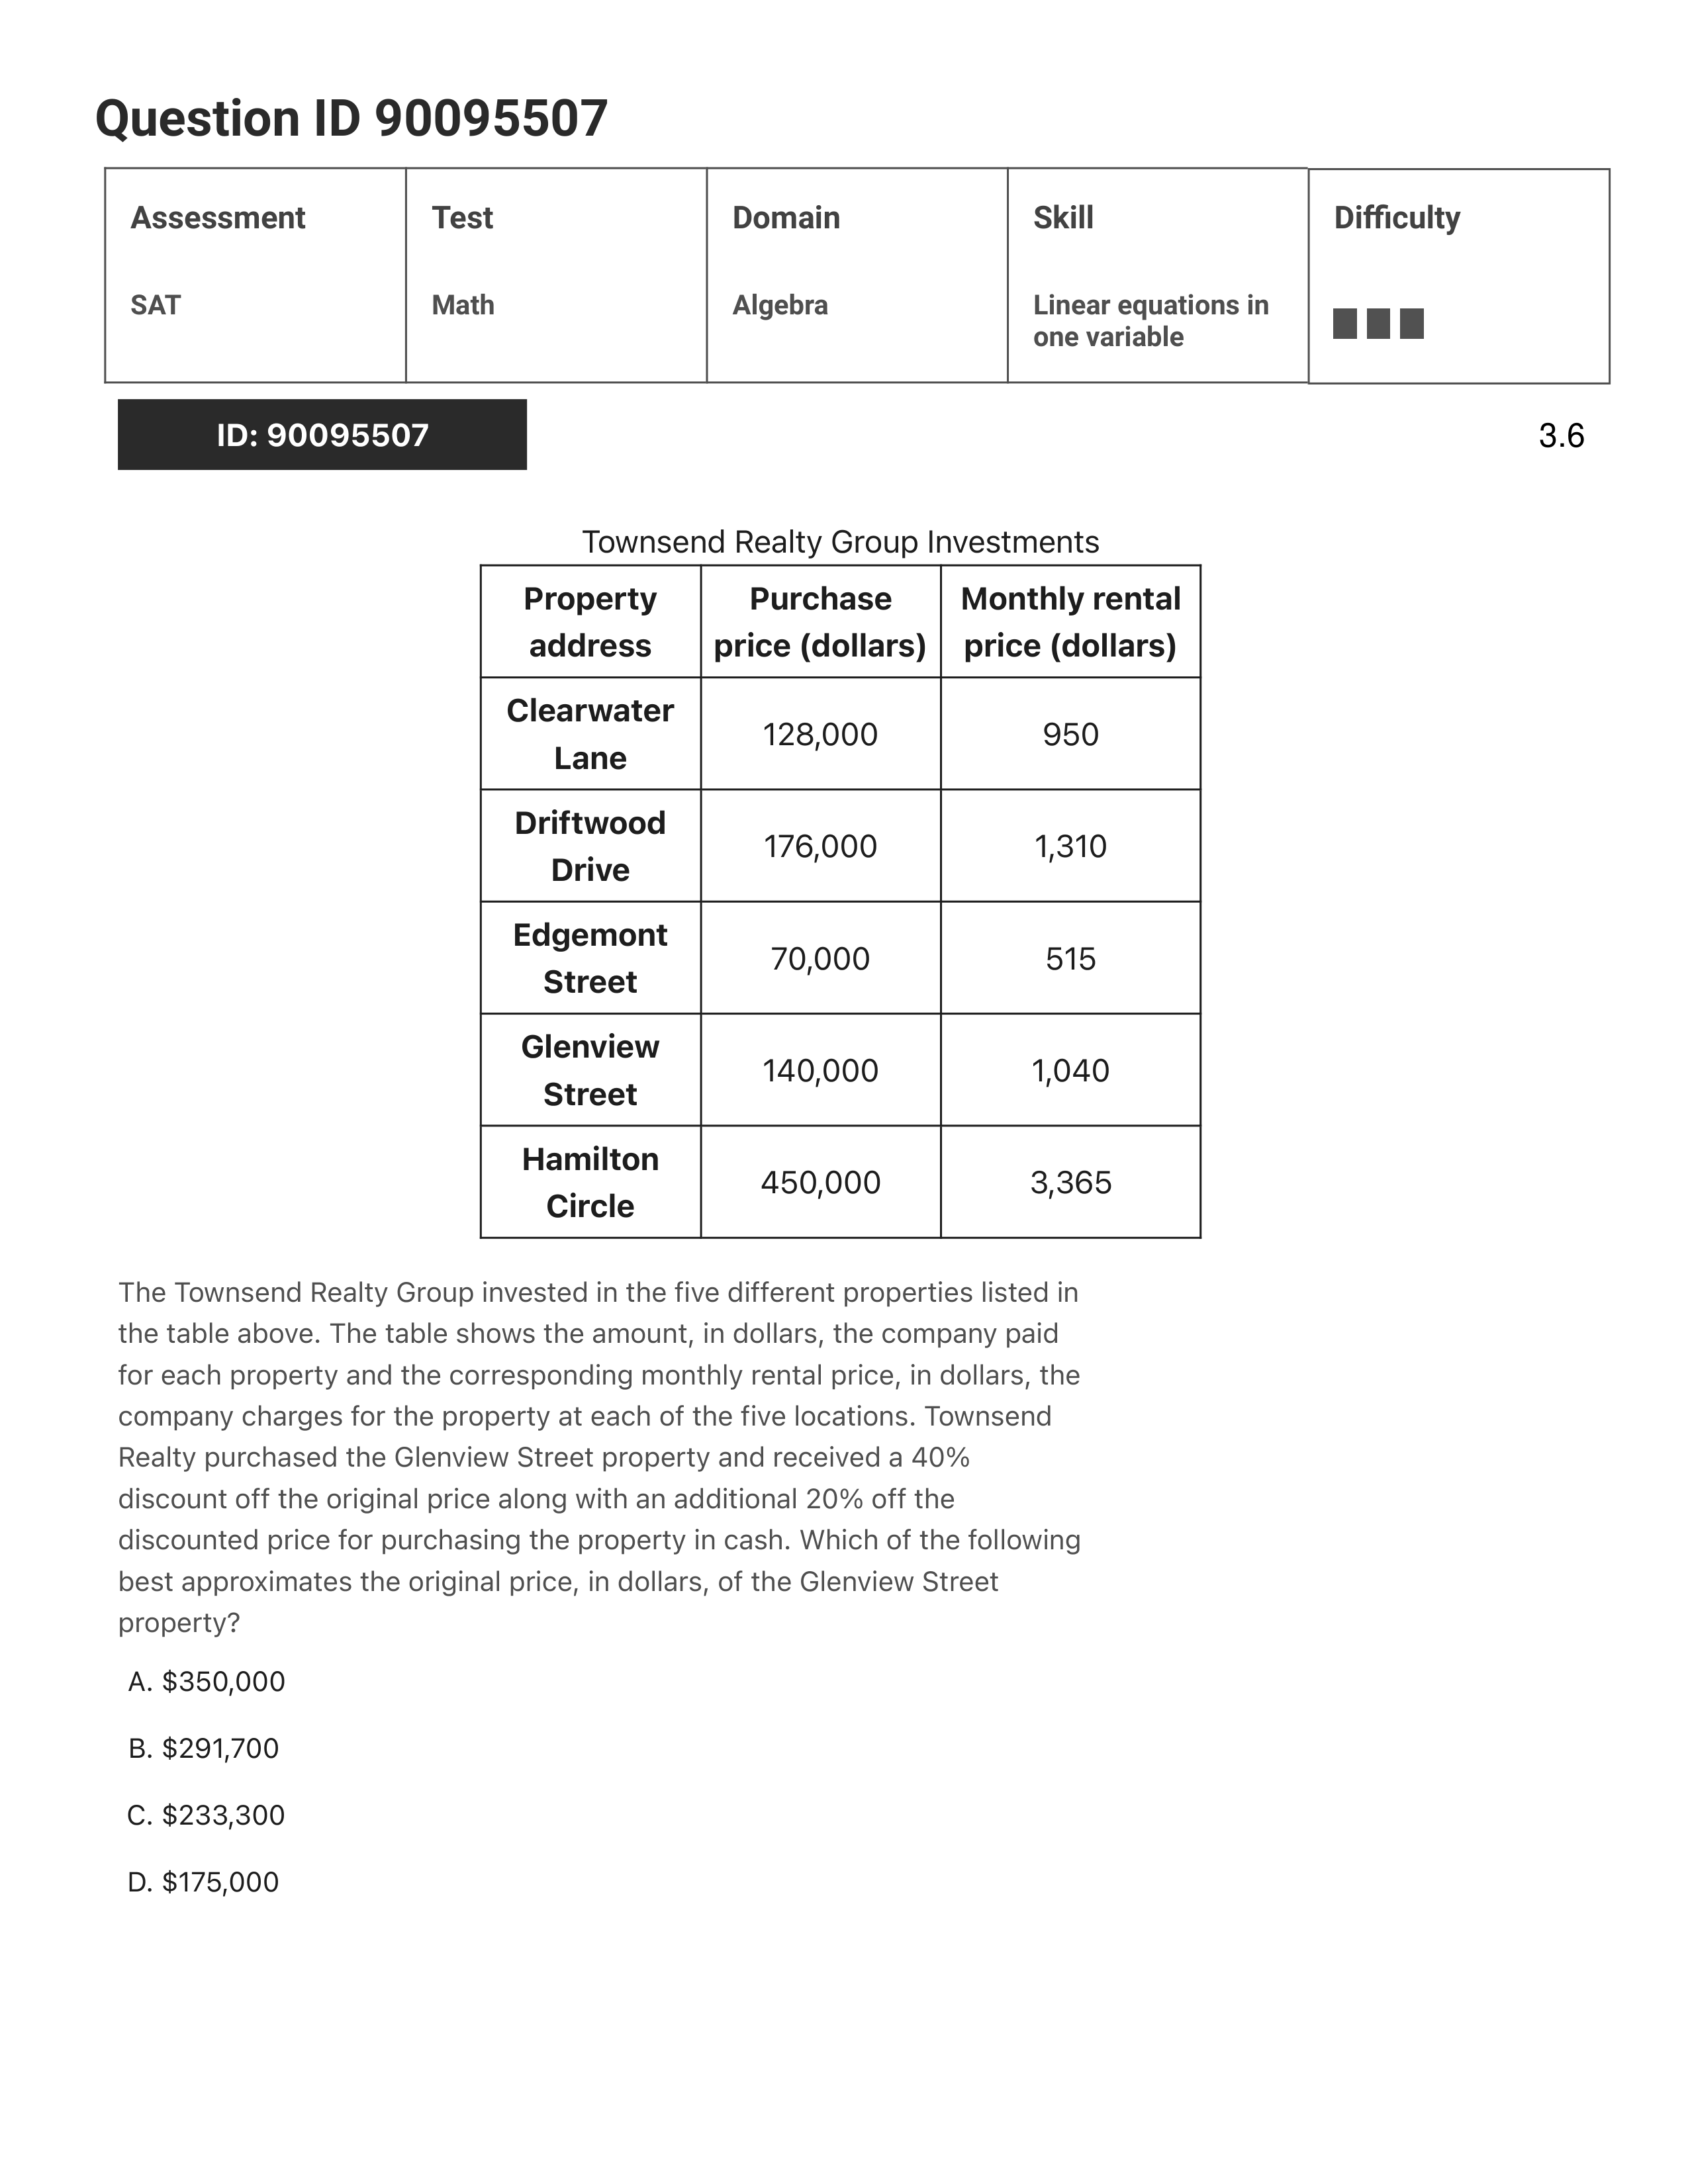 Question ID 90095507
Assessment
Test
Domain
Skill
Difficulty
SAT
Math
Algebra
Linear equations in
one variable
ID: 90095507
3.6
Townsend Realty Group Investments
Property
address
Purchase
price (dollars)
Monthly rental
price (dollars)
Clearwater
Lane
128,000
950
Driftwood
Drive
176,000
1,310
Edgemont
Street
70,000
515
Glenview
Street
140,000
1,040
Hamilton
Circle
450,000
3,365
The Townsend Realty Group invested in the five different properties listed in
the table above. The table shows the amount, in dollars, the company paid
for each property and the corresponding monthly rental price, in dollars, the
company charges for the property at each of the five locations. Townsend
Realty purchased the Glenview Street property and received a 40%
discount off the original price along with an additional 20% off the
discounted price for purchasing the property in cash. Which of the following
best approximates the original price, in dollars, of the Glenview Street
property?
A. $350,000
B. $291,700
C. $233,300
D. $175,000